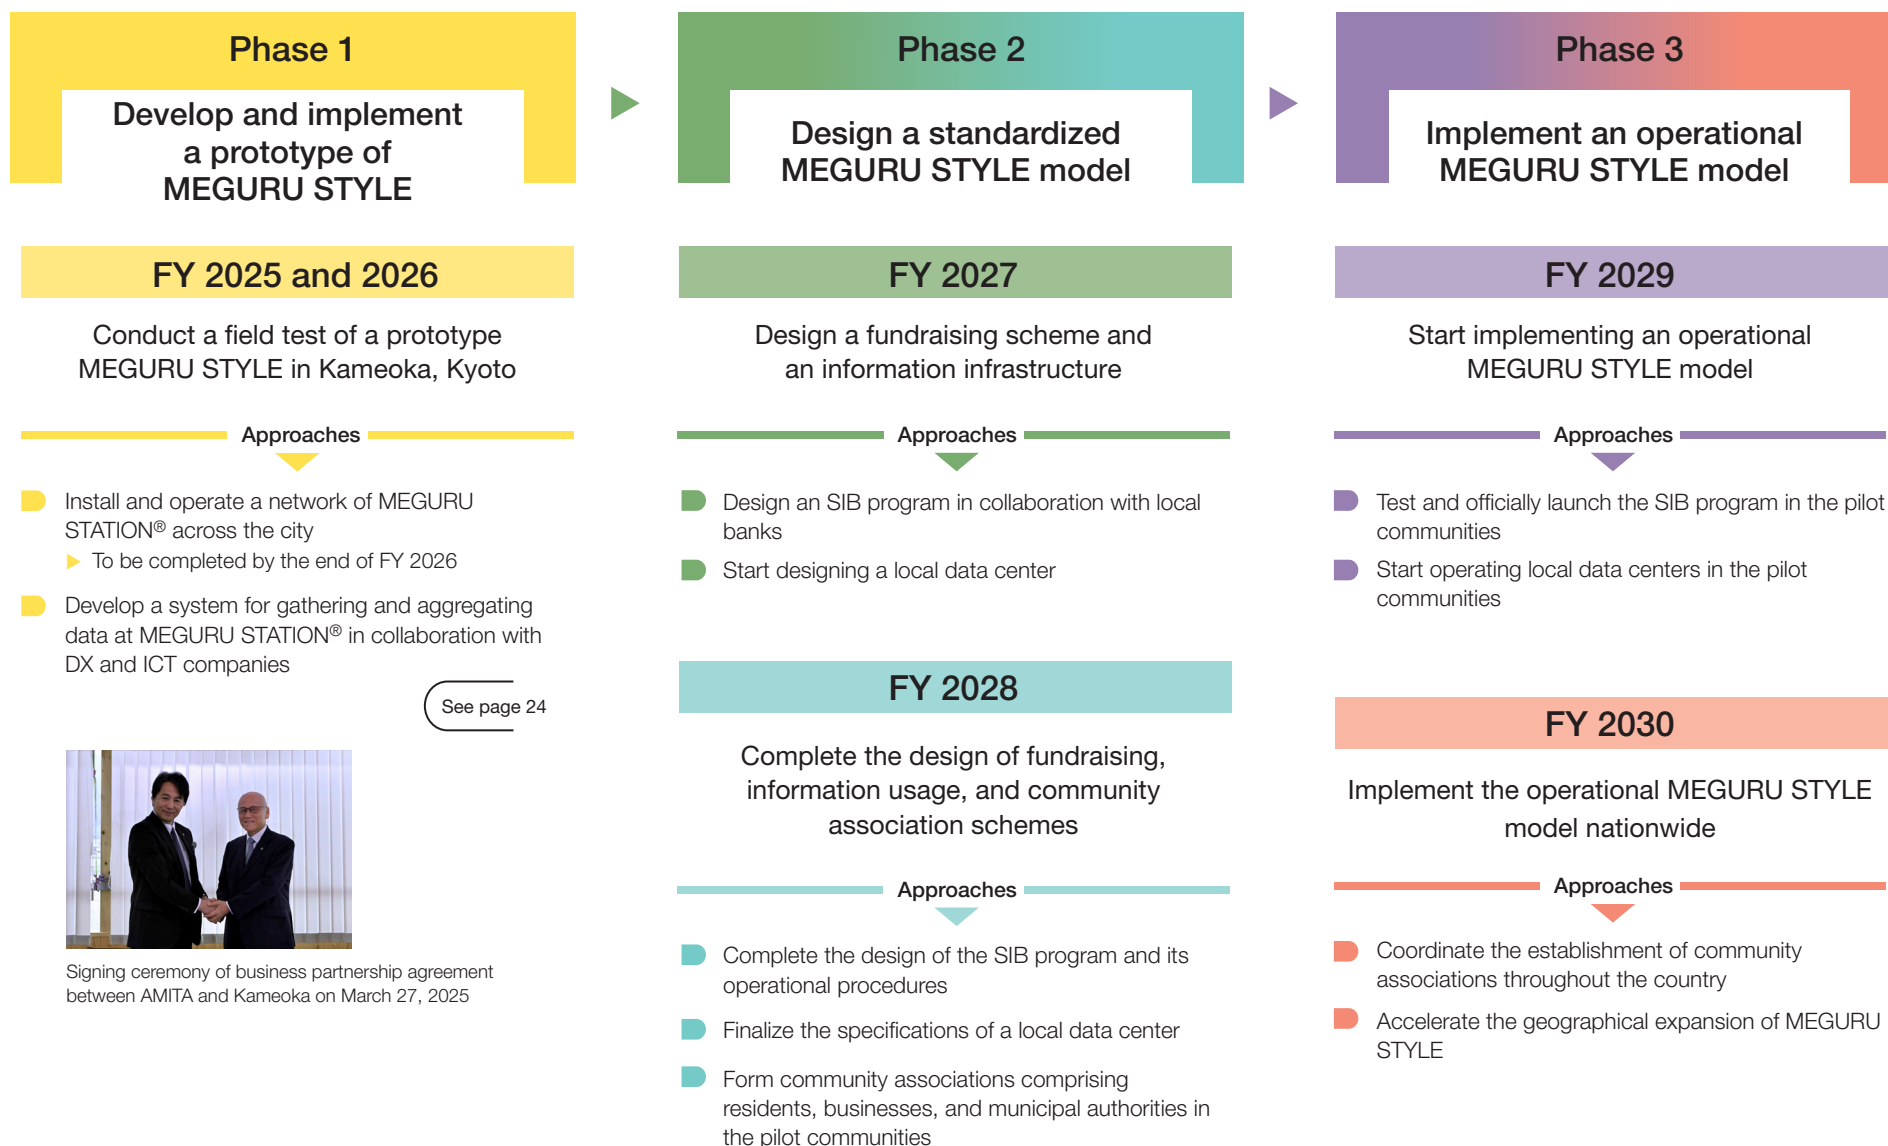 Phase 1
Develop and implement
a prototype of
MEGURU STYLE
FY 2025 and 2026
Conduct a field test of a prototype
MEGURU STYLE in Kameoka, Kyoto
Approaches
Install and operate a network of MEGURU
STATION® across the city
To be completed by the end of FY 2026
Develop a system for gathering and aggregating
data at MEGURU STATION® in collaboration with
DX and ICT companies
See page 24
Signing ceremony of business partnership agreement
between AMITA and Kameoka on March 27, 2025
Phase 2
Design a standardized
MEGURU STYLE model
FY 2027
Design a fundraising scheme and
an information infrastructure
Approaches
Design an SIB program in collaboration with local
banks
Start designing a local data center
FY 2028
Complete the design of fundraising,
information usage, and community
association schemes
Approaches
Complete the design of the SIB program and its
operational procedures
Finalize the specifications of a local data center
Form community associations comprising
residents, businesses, and municipal authorities in
the pilot communities
Phase 3
Implement an operational
MEGURU STYLE model
FY 2029
Start implementing an operational
MEGURU STYLE model
Approaches
Test and officially launch the SIB program in the pilot
communities
Start operating local data centers in the pilot
communities
FY 2030
Implement the operational MEGURU STYLE
model nationwide
Approaches
Coordinate the establishment of community
associations throughout the country
Accelerate the geographical expansion of MEGURU
STYLE